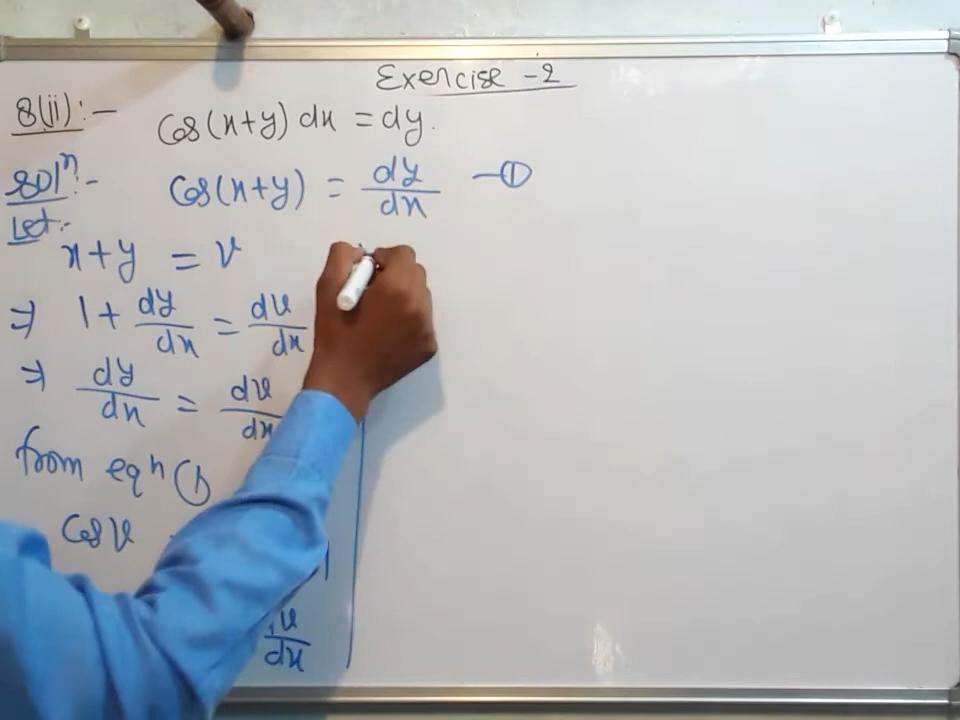 Exercise - 2
8(ii):- Cos(x+y) dx = dy.
Solⁿ:- Cos(x+y) = dy/dx — ①
Let:-
x+y = v
⇒ 1 + dy/dx = dv/dx
⇒ dy/dx = dv/dx
from eqⁿ ①
Cos v
dx